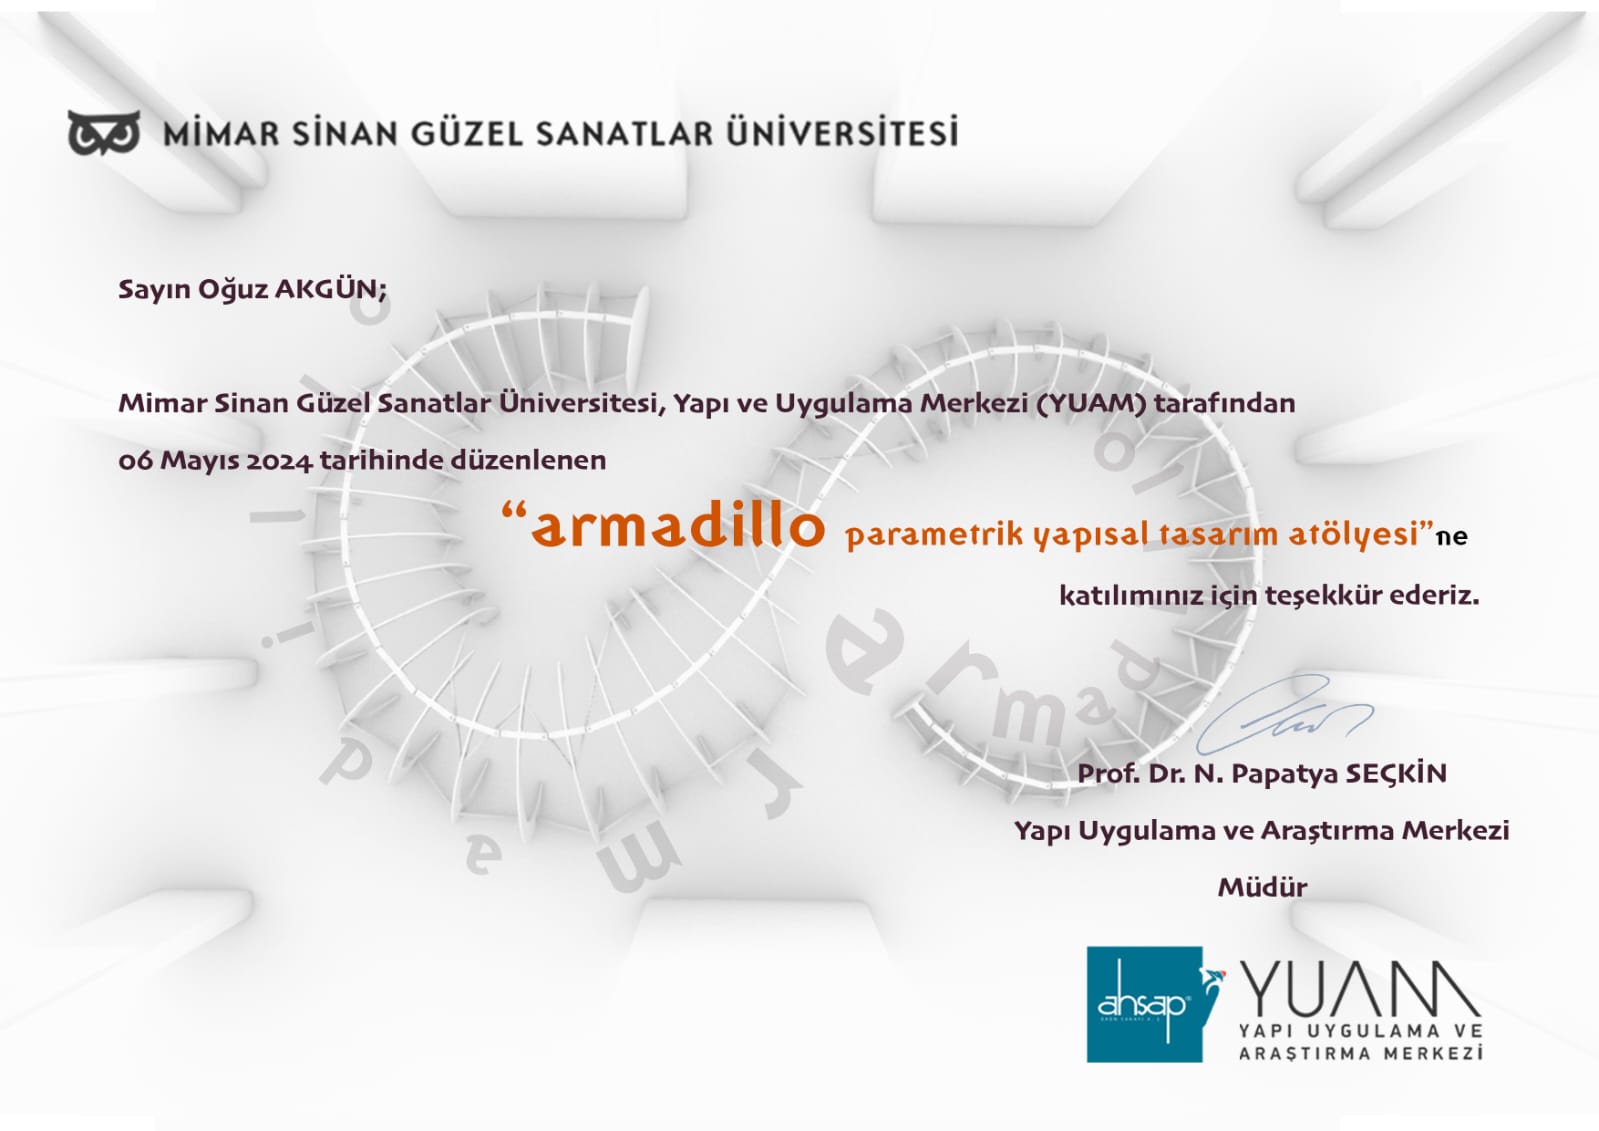 MİMAR SİNAN GÜZEL SANATLAR ÜNİVERSİTESİ
Sayın Oğuz AKGÜN;
Mimar Sinan Güzel Sanatlar Üniversitesi, Yapı ve Uygulama Merkezi (YUAM) tarafından
06 Mayıs 2024 tarihinde düzenlenen
“armadillo parametrik yapısal tasarım atölyesi”ne
katılımınız için teşekkür ederiz.
armadillo
armedillo
Prof. Dr. N. Papatya SEÇKİN
Yapı Uygulama ve Araştırma Merkezi
Müdür
ahşap®
YUAM
YAPI UYGULAMA VE
ARAŞTIRMA MERKEZİ